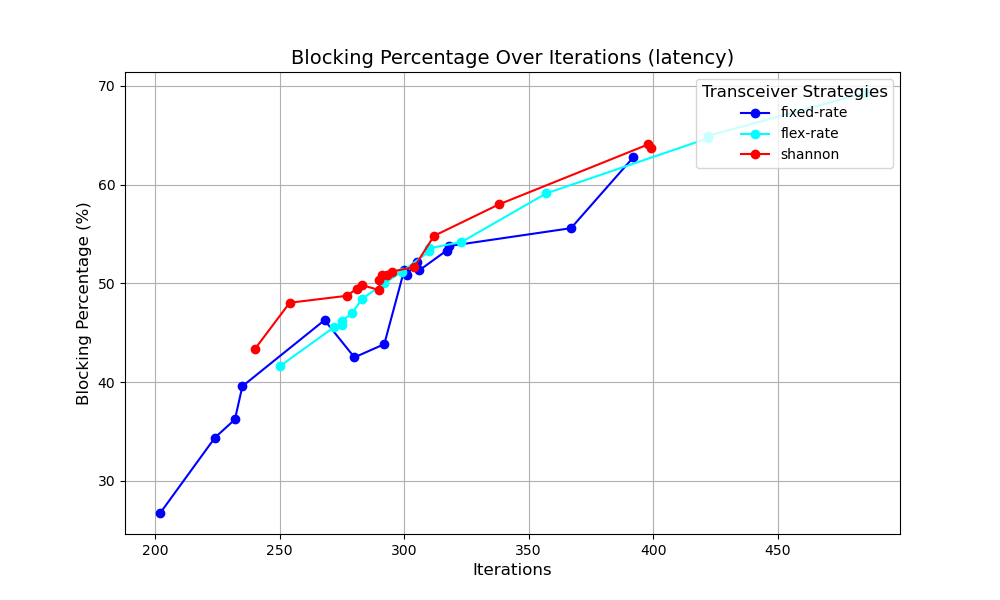 Blocking Percentage Over Iterations (latency)
Transceiver Strategies
fixed-rate
flex-rate
shannon
Blocking Percentage (%)
70
60
50
40
30
200
250
300
350
400
450
Iterations